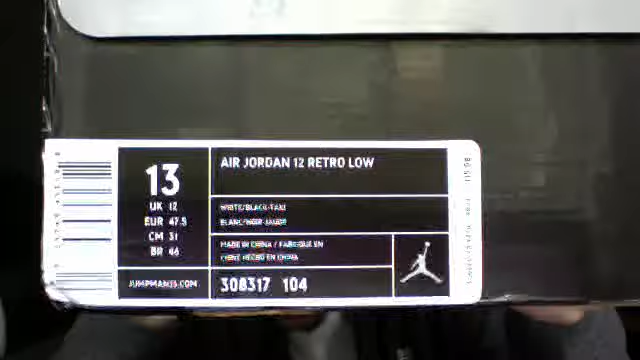 13
UK 12
EUR 47.5
CM 31
BR 46
JUMPMAN23.COM
AIR JORDAN 12 RETRO LOW
WHITE/BLACK-TAXI
BLANC/NOIR-JAUNE
MADE IN CHINA / FABRIQUE EN
CHINE HECHO EN CHINA
308317 104